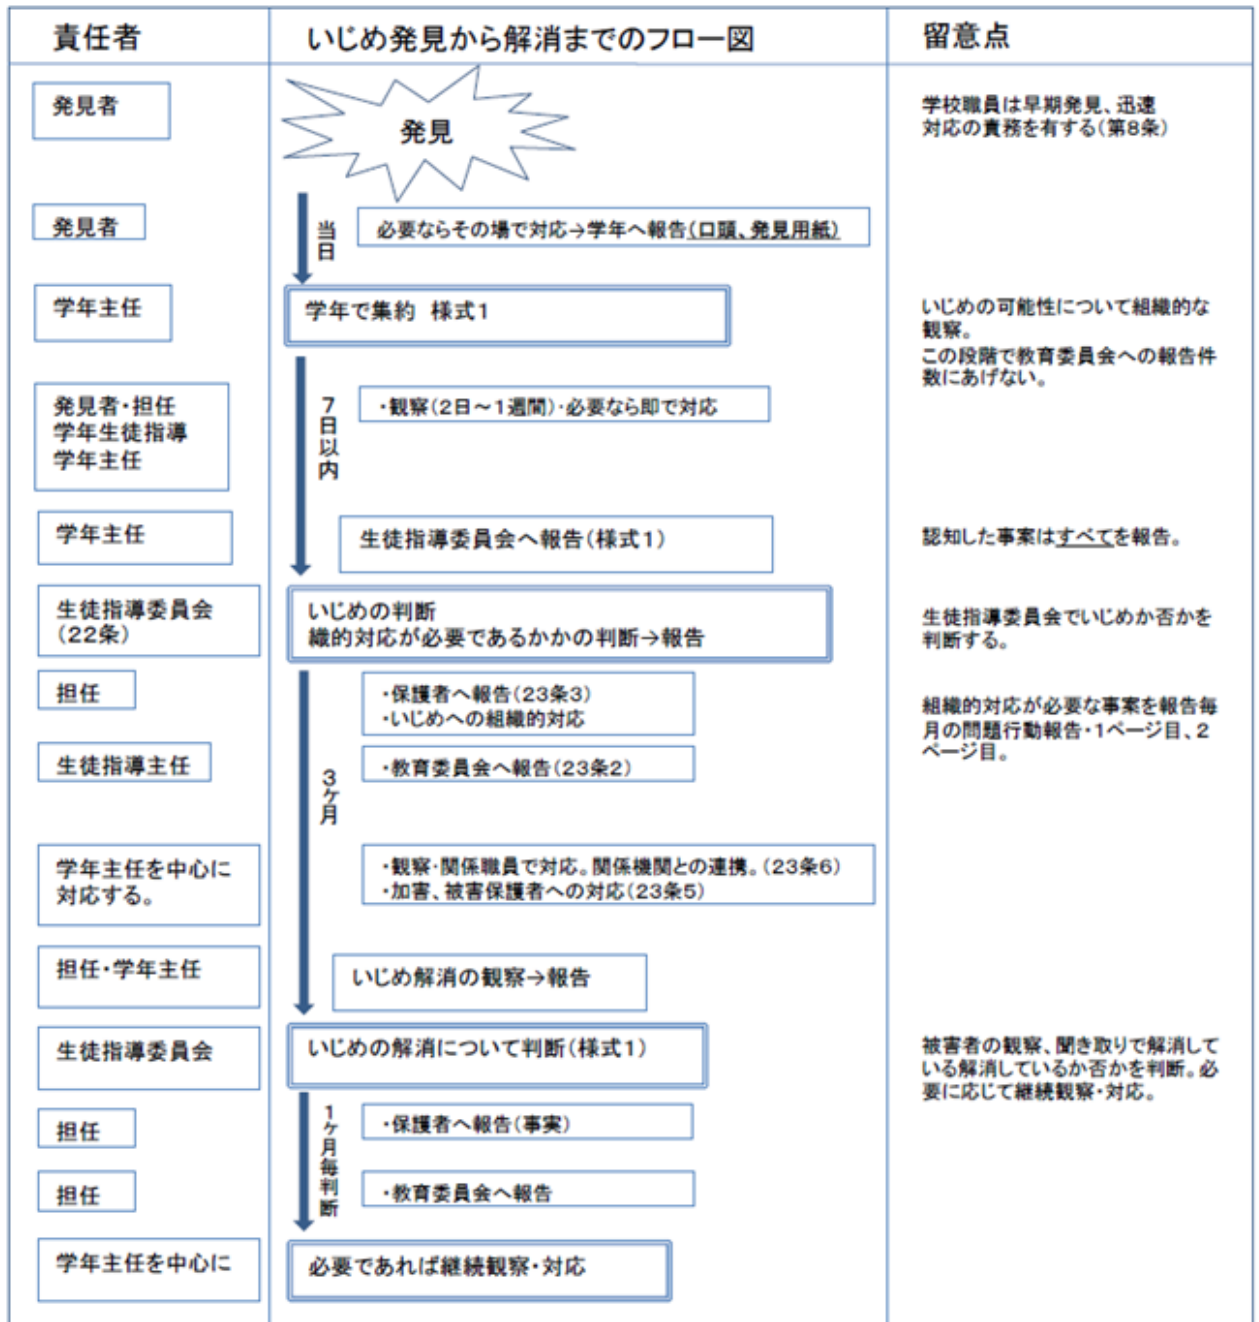 責任者
いじめ発見から解消までのフロー図
留意点
発見者
発見
学校職員は早期発見、迅速
対応の責務を有する(第8条)
発見者
当日
必要ならその場で対応→学年へ報告(口頭、発見用紙)
学年主任
学年で集約 様式1
いじめの可能性について組織的な
観察。
この段階で教育委員会への報告件
数にあげない。
発見者・担任
学年生徒指導
学年主任
7日以内
・観察(2日～1週間)・必要なら即で対応
学年主任
生徒指導委員会へ報告(様式1)
認知した事案はすべてを報告。
生徒指導委員会
(22条)
いじめの判断
織的対応が必要であるかかの判断→報告
生徒指導委員会でいじめか否かを
判断する。
担任
・保護者へ報告(23条3)
・いじめへの組織的対応
組織的対応が必要な事案を報告毎
月の問題行動報告・1ページ目、2
ページ目。
生徒指導主任
3ヶ月
・教育委員会へ報告(23条2)
学年主任を中心に
対応する。
・観察・関係職員で対応。関係機関との連携。(23条6)
・加害、被害保護者への対応(23条5)
担任・学年主任
いじめ解消の観察→報告
生徒指導委員会
いじめの解消について判断(様式1)
被害者の観察、聞き取りで解消して
いる解消しているか否かを判断。必
要に応じて継続観察・対応。
担任
1ヶ月毎判断
・保護者へ報告(事実)
担任
・教育委員会へ報告
学年主任を中心に
必要であれば継続観察・対応